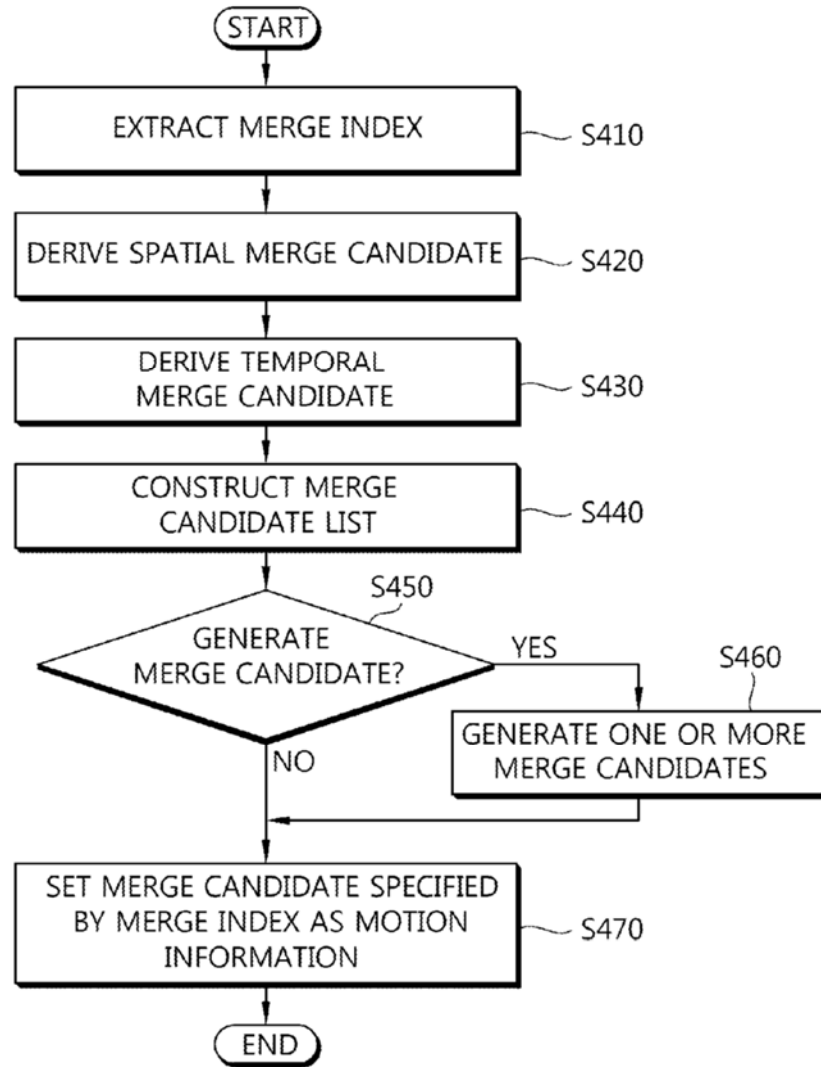 START
EXTRACT MERGE INDEX
S410
DERIVE SPATIAL MERGE CANDIDATE
S420
DERIVE TEMPORAL
MERGE CANDIDATE
S430
CONSTRUCT MERGE
CANDIDATE LIST
S440
S450
GENERATE
MERGE CANDIDATE?
YES
S460
GENERATE ONE OR MORE
MERGE CANDIDATES
NO
SET MERGE CANDIDATE SPECIFIED
BY MERGE INDEX AS MOTION
INFORMATION
S470
END